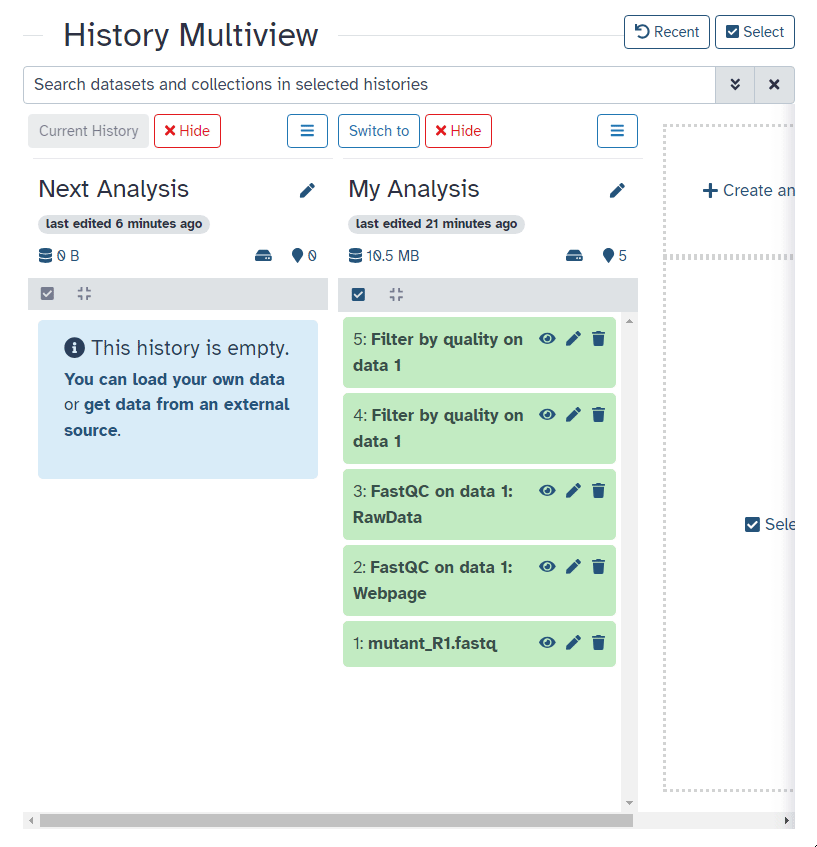 History Multiview
Recent
Select
Search datasets and collections in selected histories
Current History
Hide
Switch to
Hide
Next Analysis
last edited 6 minutes ago
0 B
0
This history is empty.
You can load your own data
or get data from an external
source.
My Analysis
last edited 21 minutes ago
10.5 MB
5
5: Filter by quality on
data 1
4: Filter by quality on
data 1
3: FastQC on data 1:
RawData
2: FastQC on data 1:
Webpage
1: mutant_R1.fastq
Create an
Sele